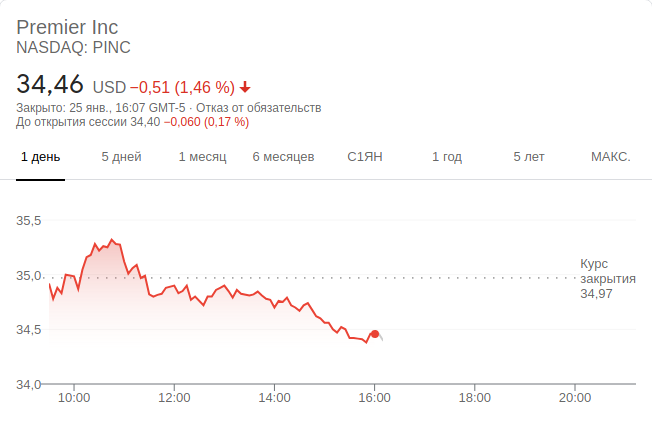 Premier Inc
NASDAQ: PINC
34,46 USD −0,51 (1,46 %)
Закрыто: 25 янв., 16:07 GMT-5 · Отказ от обязательств
До открытия сессии 34,40 −0,060 (0,17 %)
1 день 5 дней 1 месяц 6 месяцев С1ЯН 1 год 5 лет МАКС.
35,5
35,0
34,5
34,0
Курс
закрытия
34,97
10:00 12:00 14:00 16:00 18:00 20:00